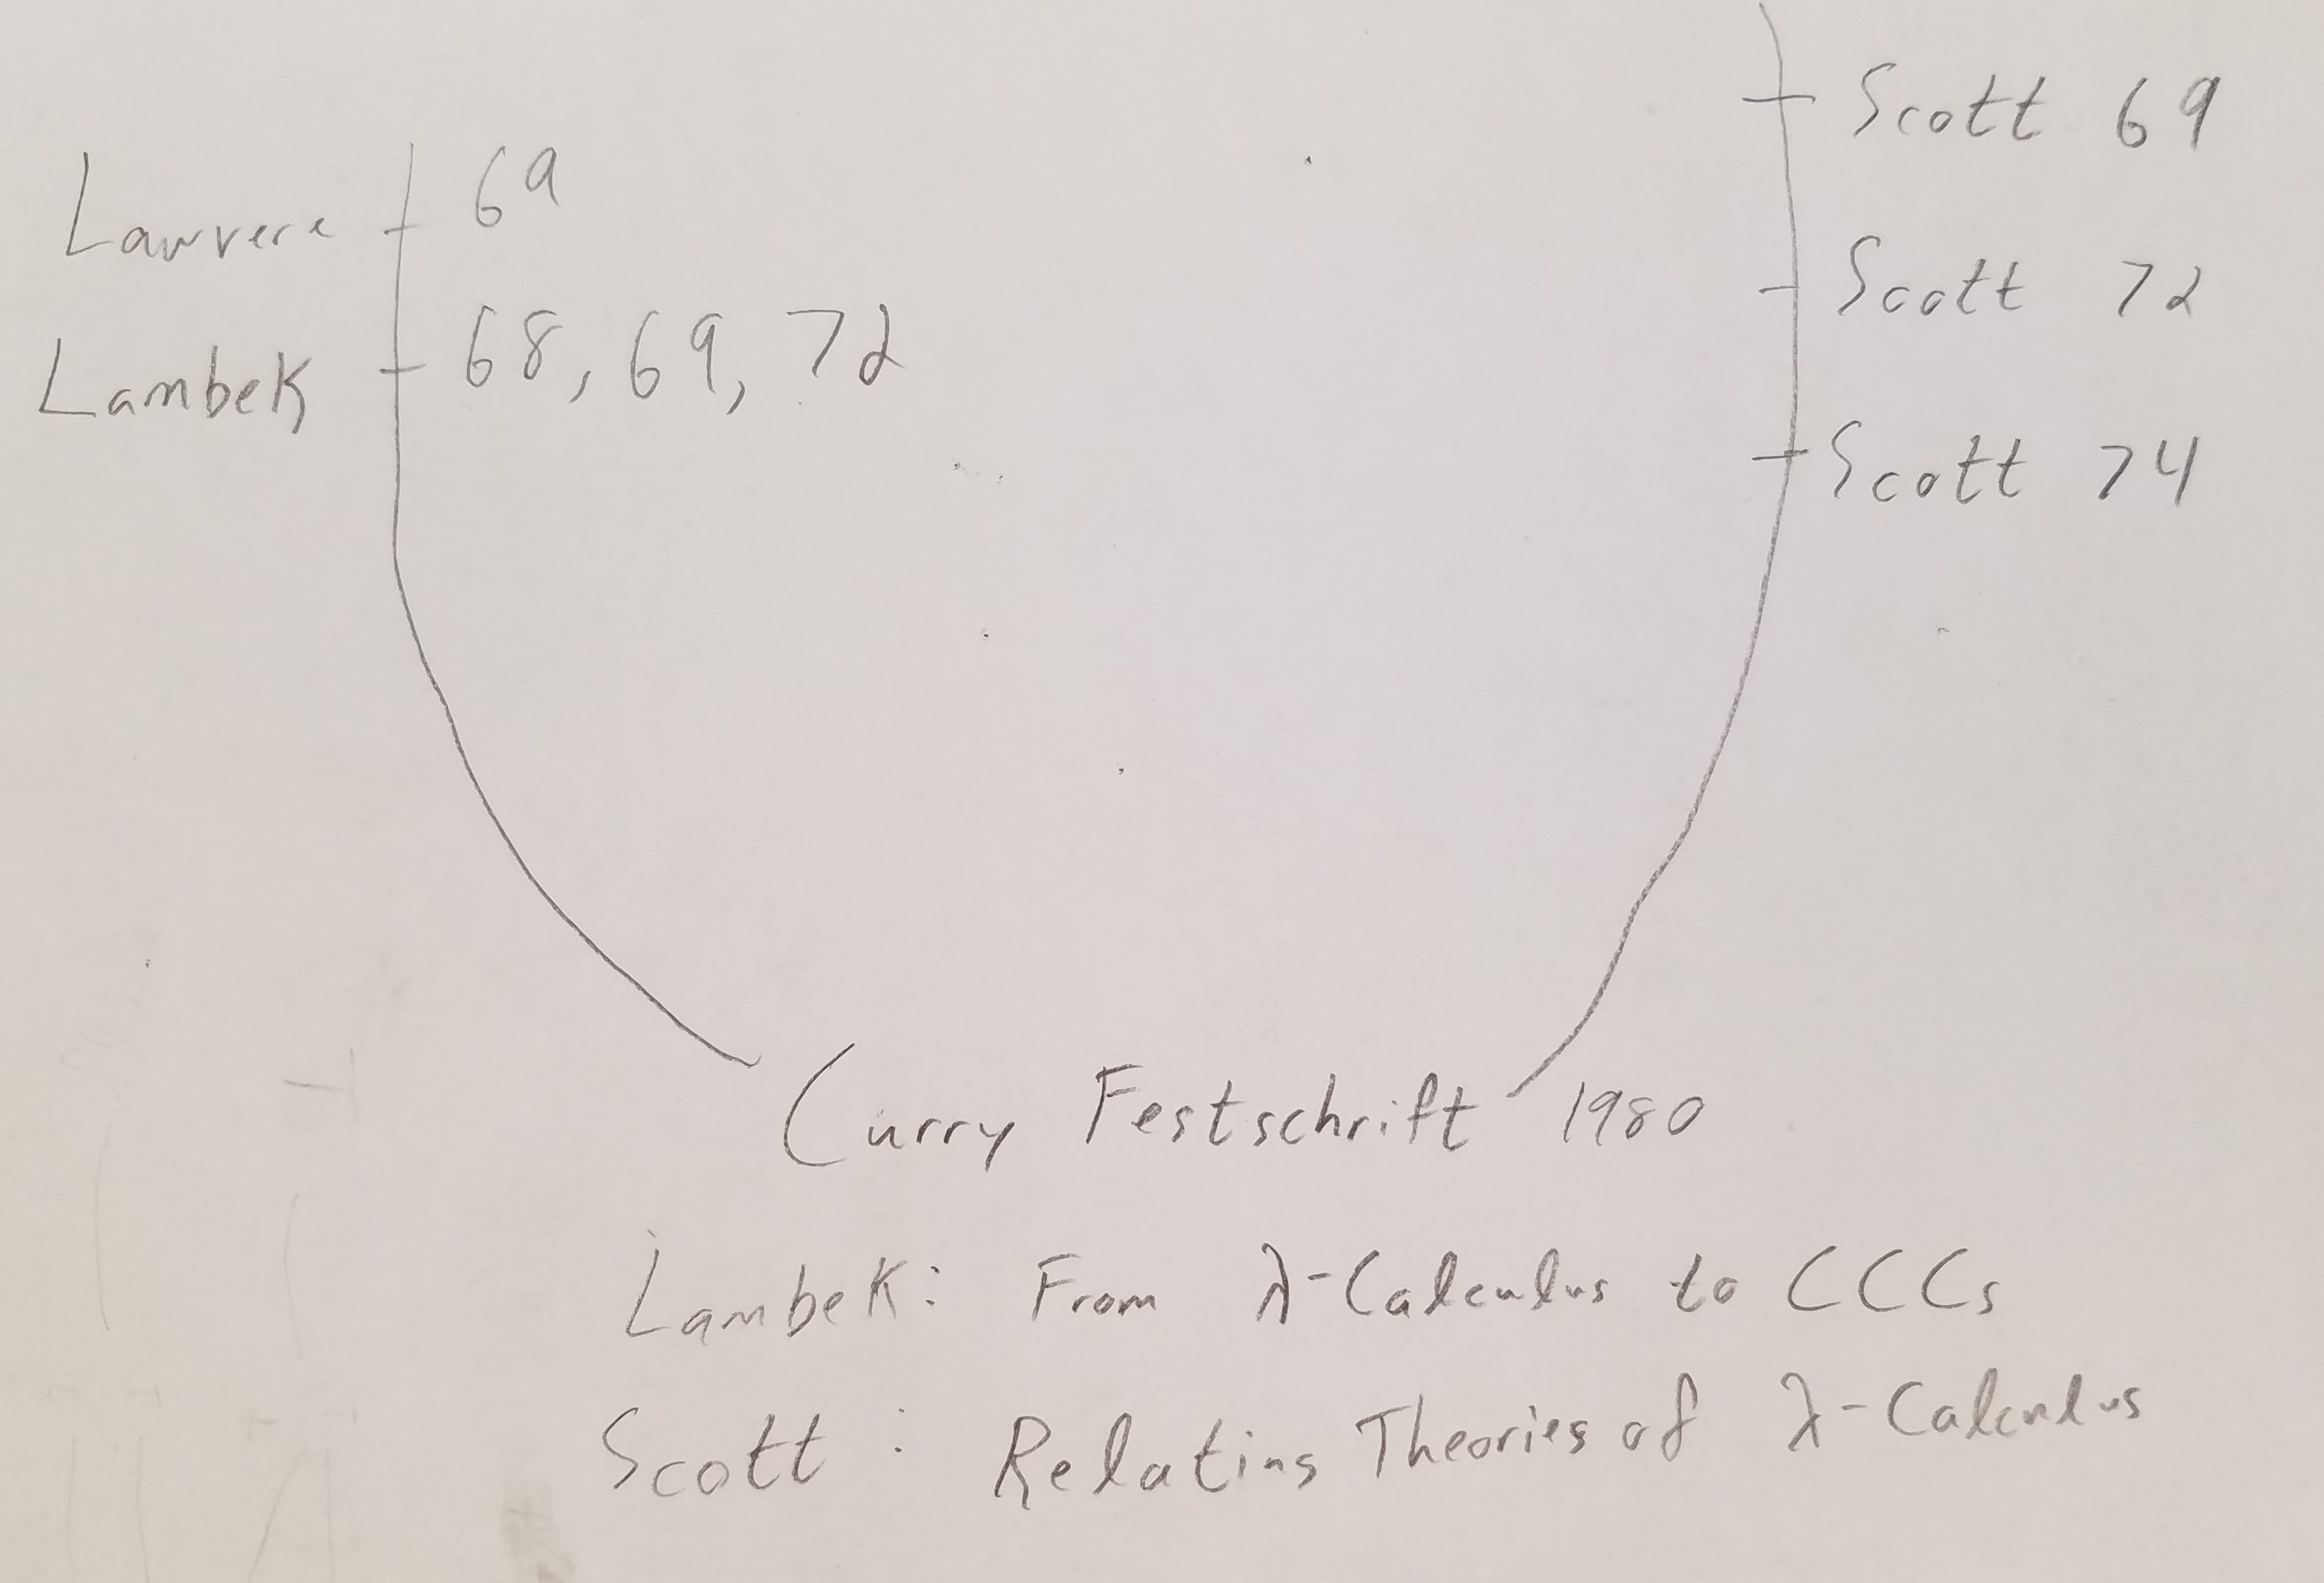 Scott 69
Lawvere 69
Scott 72
Lambek 68, 69, 72
Scott 74
Curry Festschrift 1980
Lambek: From λ-Calculus to CCCs
Scott: Relating Theories of λ-Calculus